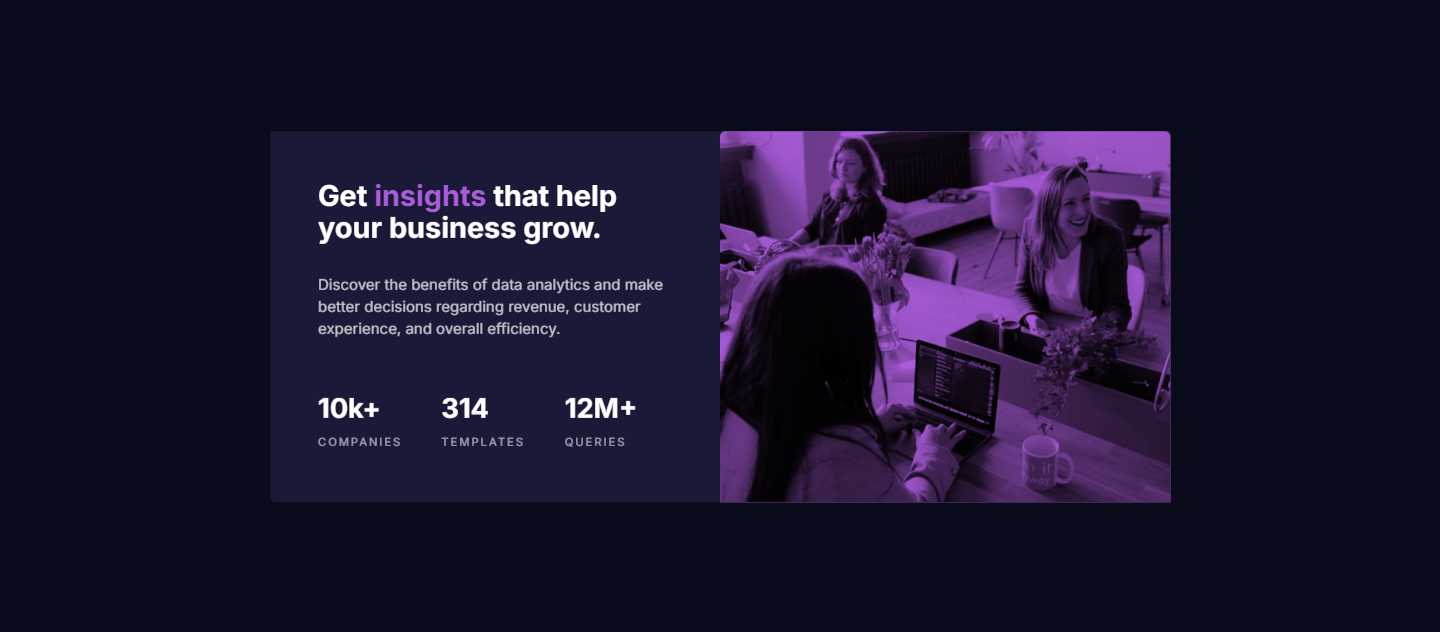 Get insights that help
your business grow.
Discover the benefits of data analytics and make
better decisions regarding revenue, customer
experience, and overall efficiency.
10k+ 314 12M+
COMPANIES TEMPLATES QUERIES
way